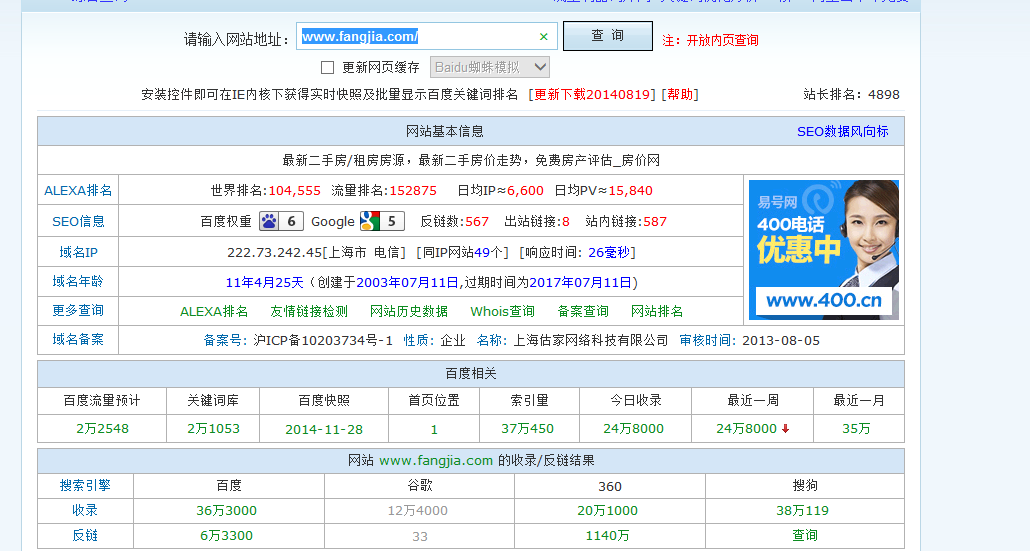 请输入网站地址： www.fangjia.com/ × 查 询 注：开放内页查询
更新网页缓存 Baidu蜘蛛模拟
安装控件即可在IE内核下获得实时快照及批量显示百度关键词排名 [更新下载20140819] [帮助] 站长排名：4898
网站基本信息 SEO数据风向标
最新二手房/租房房源，最新二手房价走势，免费房产评估_房价网
ALEXA排名 世界排名:104,555 流量排名:152875 日均IP≈6,600 日均PV≈15,840
SEO信息 百度权重 6 Google 5 反链数:567 出站链接:8 站内链接:587
域名IP 222.73.242.45[上海市 电信] [同IP网站49个] [响应时间: 26毫秒]
域名年龄 11年4月25天（创建于2003年07月11日,过期时间为2017年07月11日)
更多查询 ALEXA排名 友情链接检测 网站历史数据 Whois查询 备案查询 网站排名
域名备案 备案号: 沪ICP备10203734号-1 性质: 企业 名称: 上海估家网络科技有限公司 审核时间: 2013-08-05
易号网
400电话
优惠中
www.400.cn
百度相关
百度流量预计 关键词库 百度快照 首页位置 索引量 今日收录 最近一周 最近一月
2万2548 2万1053 2014-11-28 1 37万450 24万8000 24万8000 35万
网站 www.fangjia.com 的收录/反链结果
搜索引擎 百度 谷歌 360 搜狗
收录 36万3000 12万4000 20万1000 38万119
反链 6万3300 33 1140万 查询